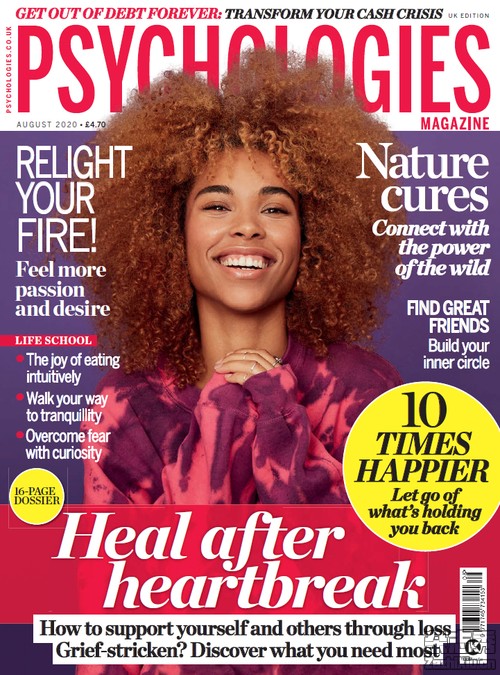 GET OUT OF DEBT FOREVER: TRANSFORM YOUR CASH CRISIS UK EDITION
PSYCHOLOGIES.CO.UK
PSYCHOLOGIES
MAGAZINE
AUGUST 2020 • £4.70
RELIGHT
YOUR
FIRE!
Feel more
passion
and desire
LIFE SCHOOL
• The joy of eating
intuitively
• Walk your way
to tranquillity
• Overcome fear
with curiosity
16-PAGE
DOSSIER
Nature
cures
Connect with
the power
of the wild
FIND GREAT
FRIENDS
Build your
inner circle
10
TIMES
HAPPIER
Let go of
what's holding
you back
Heal after
heartbreak
How to support yourself and others through loss
Grief-stricken? Discover what you need most